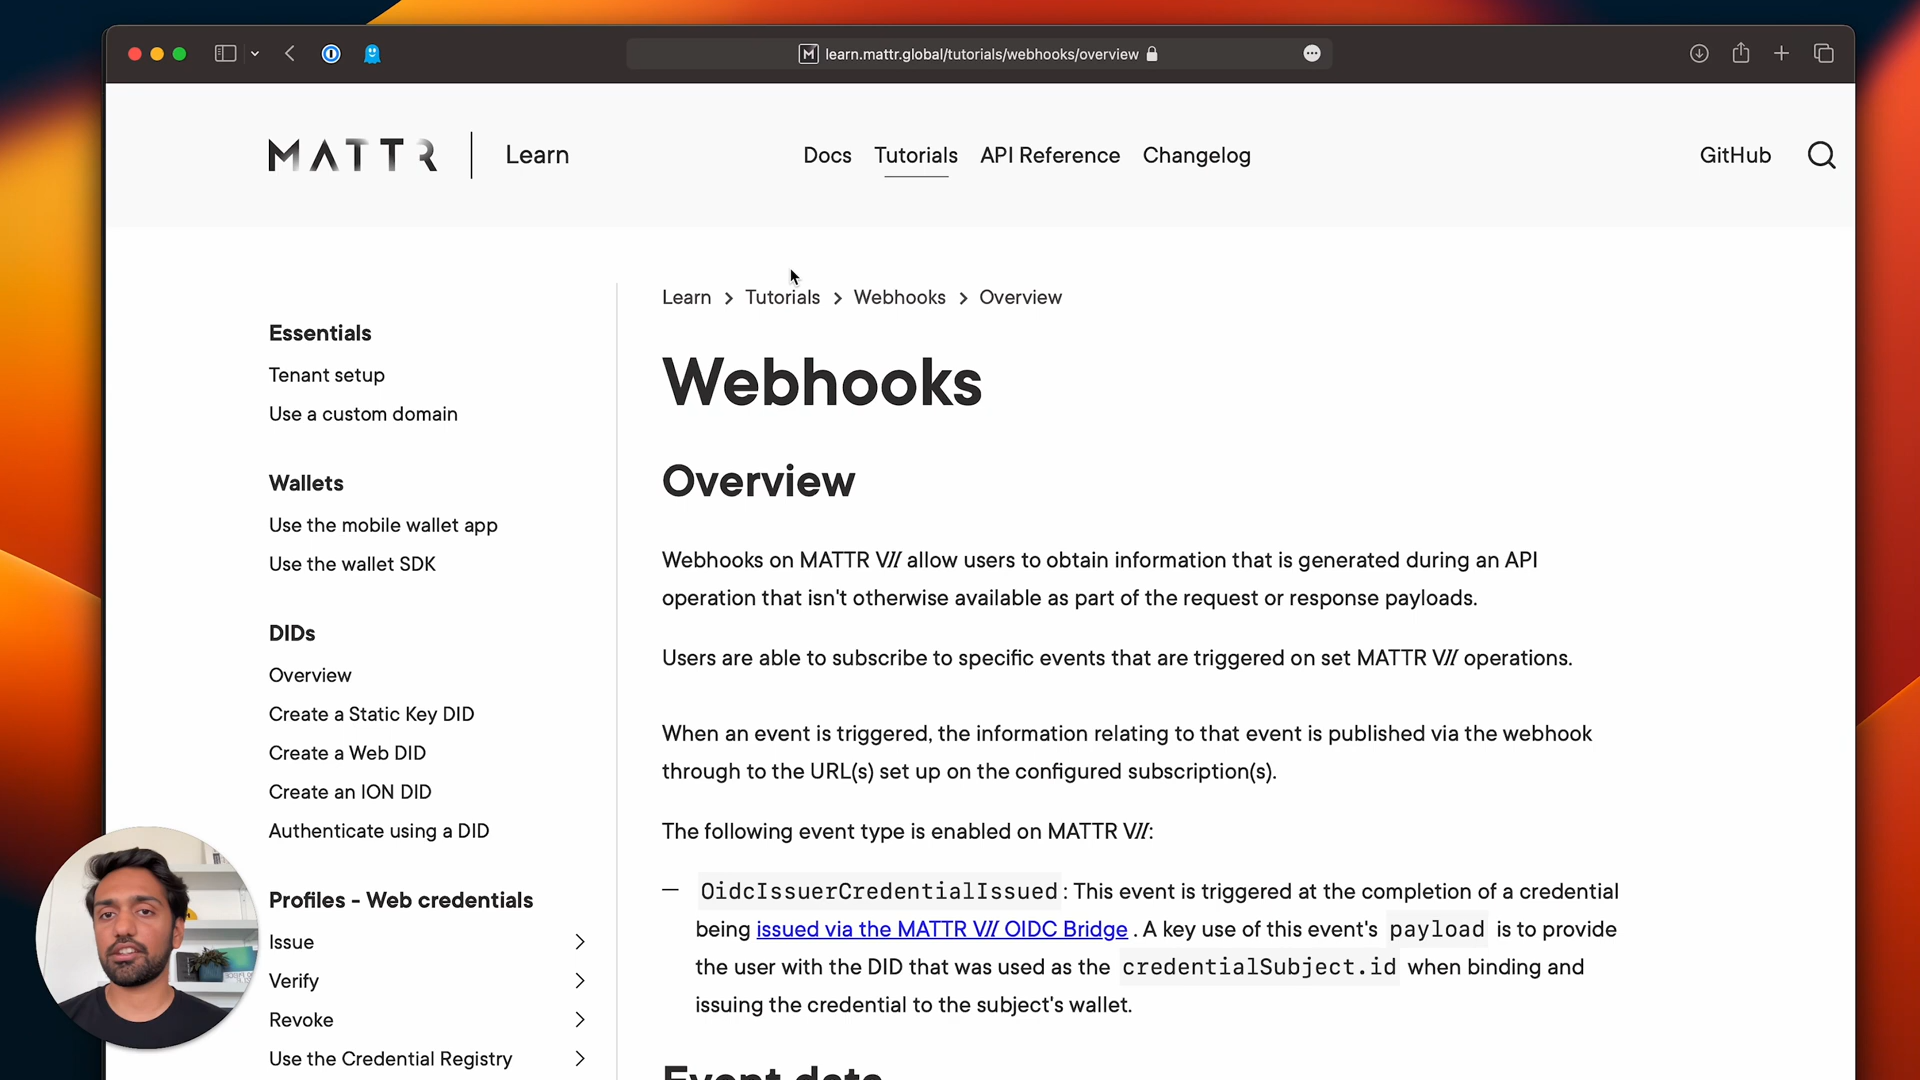 learn.mattr.global/tutorials/webhooks/overview
MATTR Learn
Docs Tutorials API Reference Changelog
GitHub
Learn > Tutorials > Webhooks > Overview
Essentials
Tenant setup
Use a custom domain
Wallets
Use the mobile wallet app
Use the wallet SDK
DIDs
Overview
Create a Static Key DID
Create a Web DID
Create an ION DID
Authenticate using a DID
Profiles - Web credentials
Issue
Verify
Revoke
Use the Credential Registry
Webhooks
Overview
Webhooks on MATTR VII allow users to obtain information that is generated during an API
operation that isn't otherwise available as part of the request or response payloads.
Users are able to subscribe to specific events that are triggered on set MATTR VII operations.
When an event is triggered, the information relating to that event is published via the webhook
through to the URL(s) set up on the configured subscription(s).
The following event type is enabled on MATTR VII:
— OidcIssuerCredentialIssued: This event is triggered at the completion of a credential
being issued via the MATTR VII OIDC Bridge . A key use of this event's payload is to provide
the user with the DID that was used as the credentialSubject.id when binding and
issuing the credential to the subject's wallet.
Event data